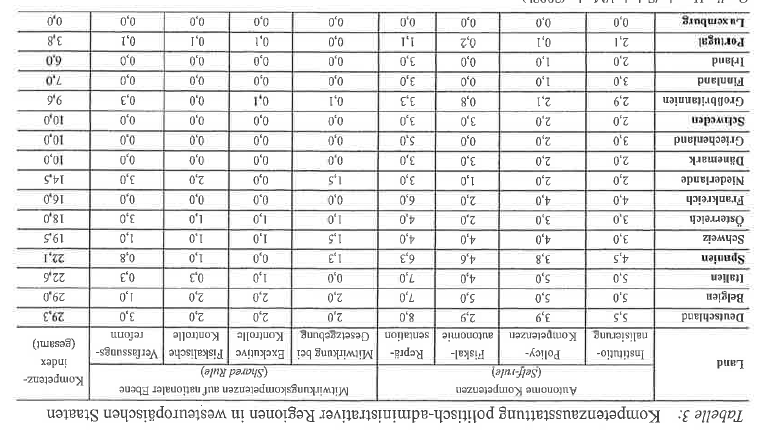 Tabelle 3: Kompetenzausstattung politisch-administrativer Regionen in westeuropäischen Staaten
Land Autonome Kompetenzen Mitwirkungskompetenzen auf nationaler Ebene Kompetenz-
(Self-rule) (Shared Rule) index
Institutio- Policy- Fiskal- Reprä- Mitwirkung bei Exekutive Fiskalische Verfassungs- (gesamt)
nalisierung Kompetenzen autonomie sentation Gesetzgebung Kontrolle Kontrolle reform
Deutschland 3,5 3,9 2,9 8,0 2,0 2,0 2,0 3,0 29,3
Belgien 5,0 5,0 5,0 7,0 2,0 2,0 2,0 1,0 29,0
Italien 5,0 5,0 4,0 7,0 0,0 1,0 0,3 0,3 22,6
Spanien 4,5 3,8 4,6 6,3 1,3 0,0 1,0 0,8 22,1
Schweiz 3,0 4,0 4,0 4,0 1,5 1,0 1,0 1,0 19,5
Österreich 3,0 3,0 2,0 4,0 1,0 1,0 1,0 3,0 18,0
Frankreich 4,0 4,0 2,0 6,0 0,0 0,0 0,0 0,0 16,0
Niederlande 2,0 2,0 1,0 3,0 1,5 0,0 2,0 3,0 14,5
Dänemark 2,0 2,0 3,0 3,0 0,0 0,0 0,0 0,0 10,0
Griechenland 3,0 2,0 0,0 5,0 0,0 0,0 0,0 0,0 10,0
Schweden 2,0 2,0 3,0 3,0 0,0 0,0 0,0 0,0 10,0
Großbritannien 2,9 2,1 0,8 3,3 0,1 0,1 0,0 0,3 9,6
Finnland 3,0 1,0 0,0 3,0 0,0 0,0 0,0 0,0 7,0
Irland 2,0 1,0 0,0 3,0 0,0 0,0 0,0 0,0 6,0
Portugal 2,1 0,1 0,2 1,1 0,0 0,1 0,1 0,1 3,8
Luxemburg 0,0 0,0 0,0 0,0 0,0 0,0 0,0 0,0 0,0